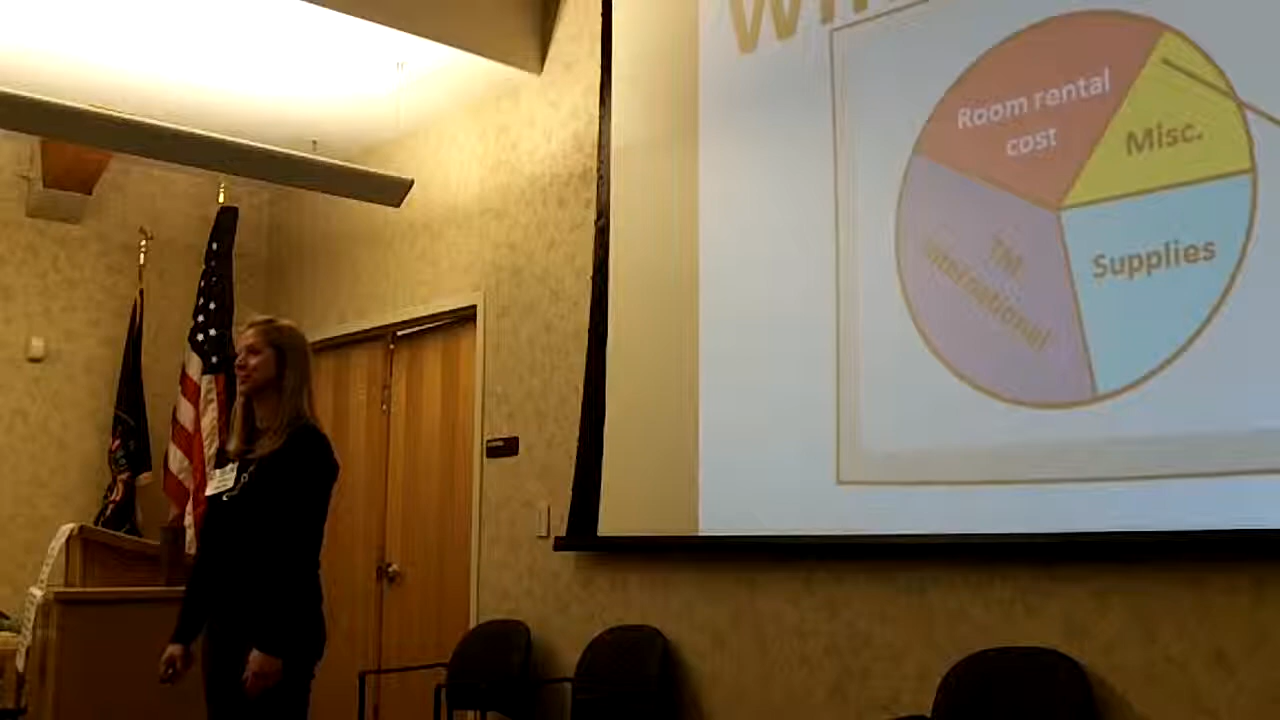 Room rental
cost
Misc.
Supplies
TM
International